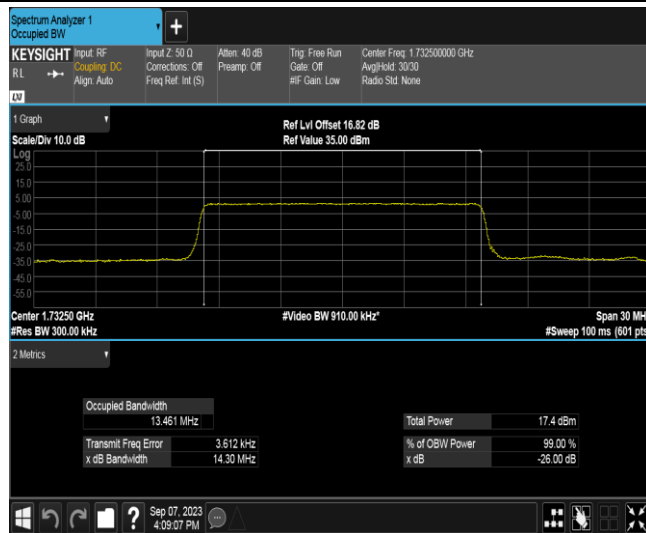 Spectrum Analyzer 1
Occupied BW
KEYSIGHT
RL
Input: RF
Coupling: DC
Align: Auto
Input Z: 50 Ω
Corrections: Off
Freq Ref: Int (S)
Atten: 40 dB
Preamp: Off
Trig: Free Run
Gate: Off
#IF Gain: Low
Center Freq: 1.732500000 GHz
Avg|Hold: 30/30
Radio Std: None
LXI
1 Graph
Scale/Div 10.0 dB
Ref Lvl Offset 16.82 dB
Ref Value 35.00 dBm
Log
25.0
15.0
5.00
-5.00
-15.0
-25.0
-35.0
-45.0
-55.0
Center 1.73250 GHz
#Video BW 910.00 kHz*
Span 30 MH
#Res BW 300.00 kHz
#Sweep 100 ms (601 pts
2 Metrics
Occupied Bandwidth
13.461 MHz
Total Power 17.4 dBm
Transmit Freq Error 3.612 kHz
% of OBW Power 99.00 %
x dB Bandwidth 14.30 MHz
x dB -26.00 dB
?
Sep 07, 2023
4:09:07 PM